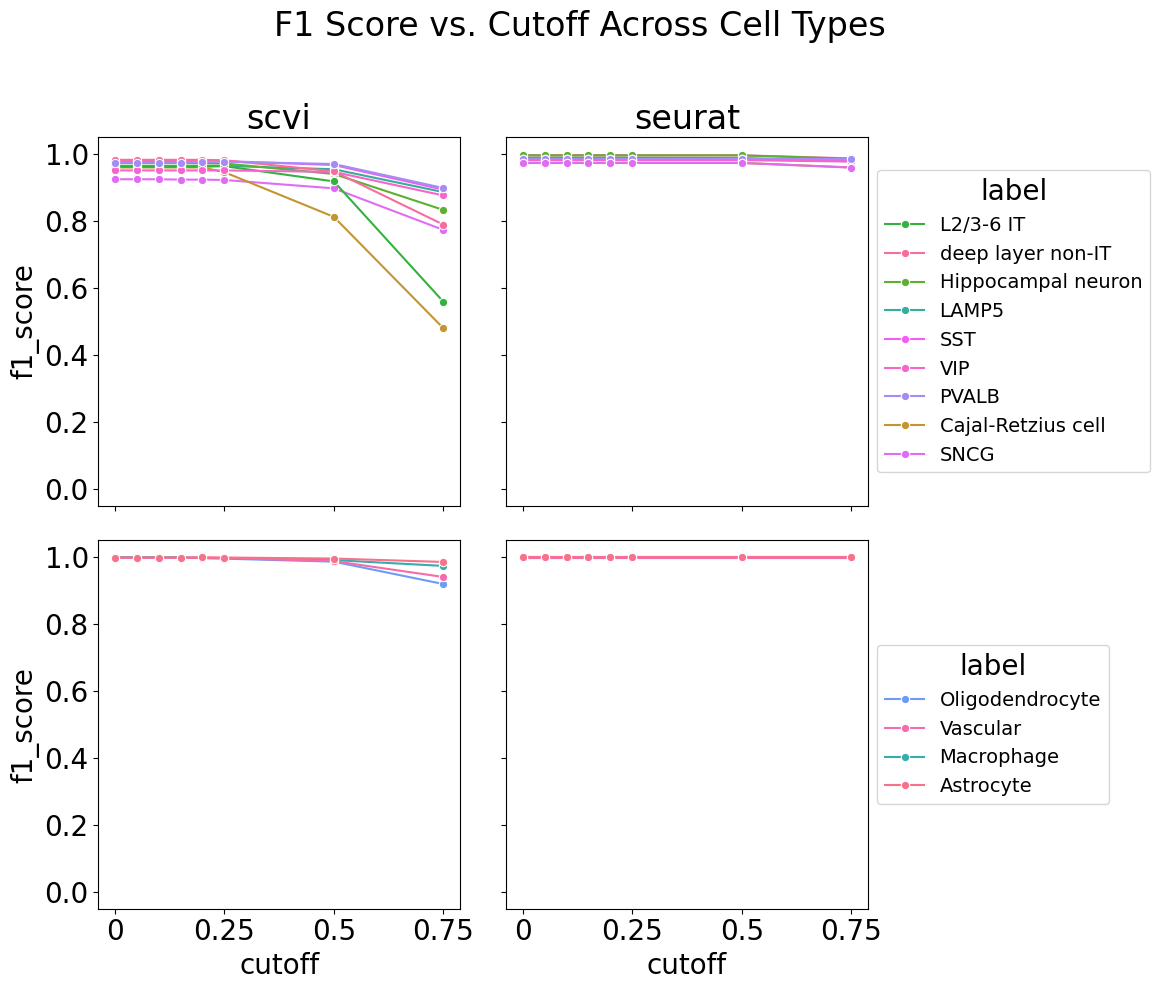 F1 Score vs. Cutoff Across Cell Types
scvi
seurat
f1_score
1.0
0.8
0.6
0.4
0.2
0.0
label
L2/3-6 IT
deep layer non-IT
Hippocampal neuron
LAMP5
SST
VIP
PVALB
Cajal-Retzius cell
SNCG
f1_score
1.0
0.8
0.6
0.4
0.2
0.0
0 0.25 0.5 0.75
cutoff
0 0.25 0.5 0.75
cutoff
label
Oligodendrocyte
Vascular
Macrophage
Astrocyte